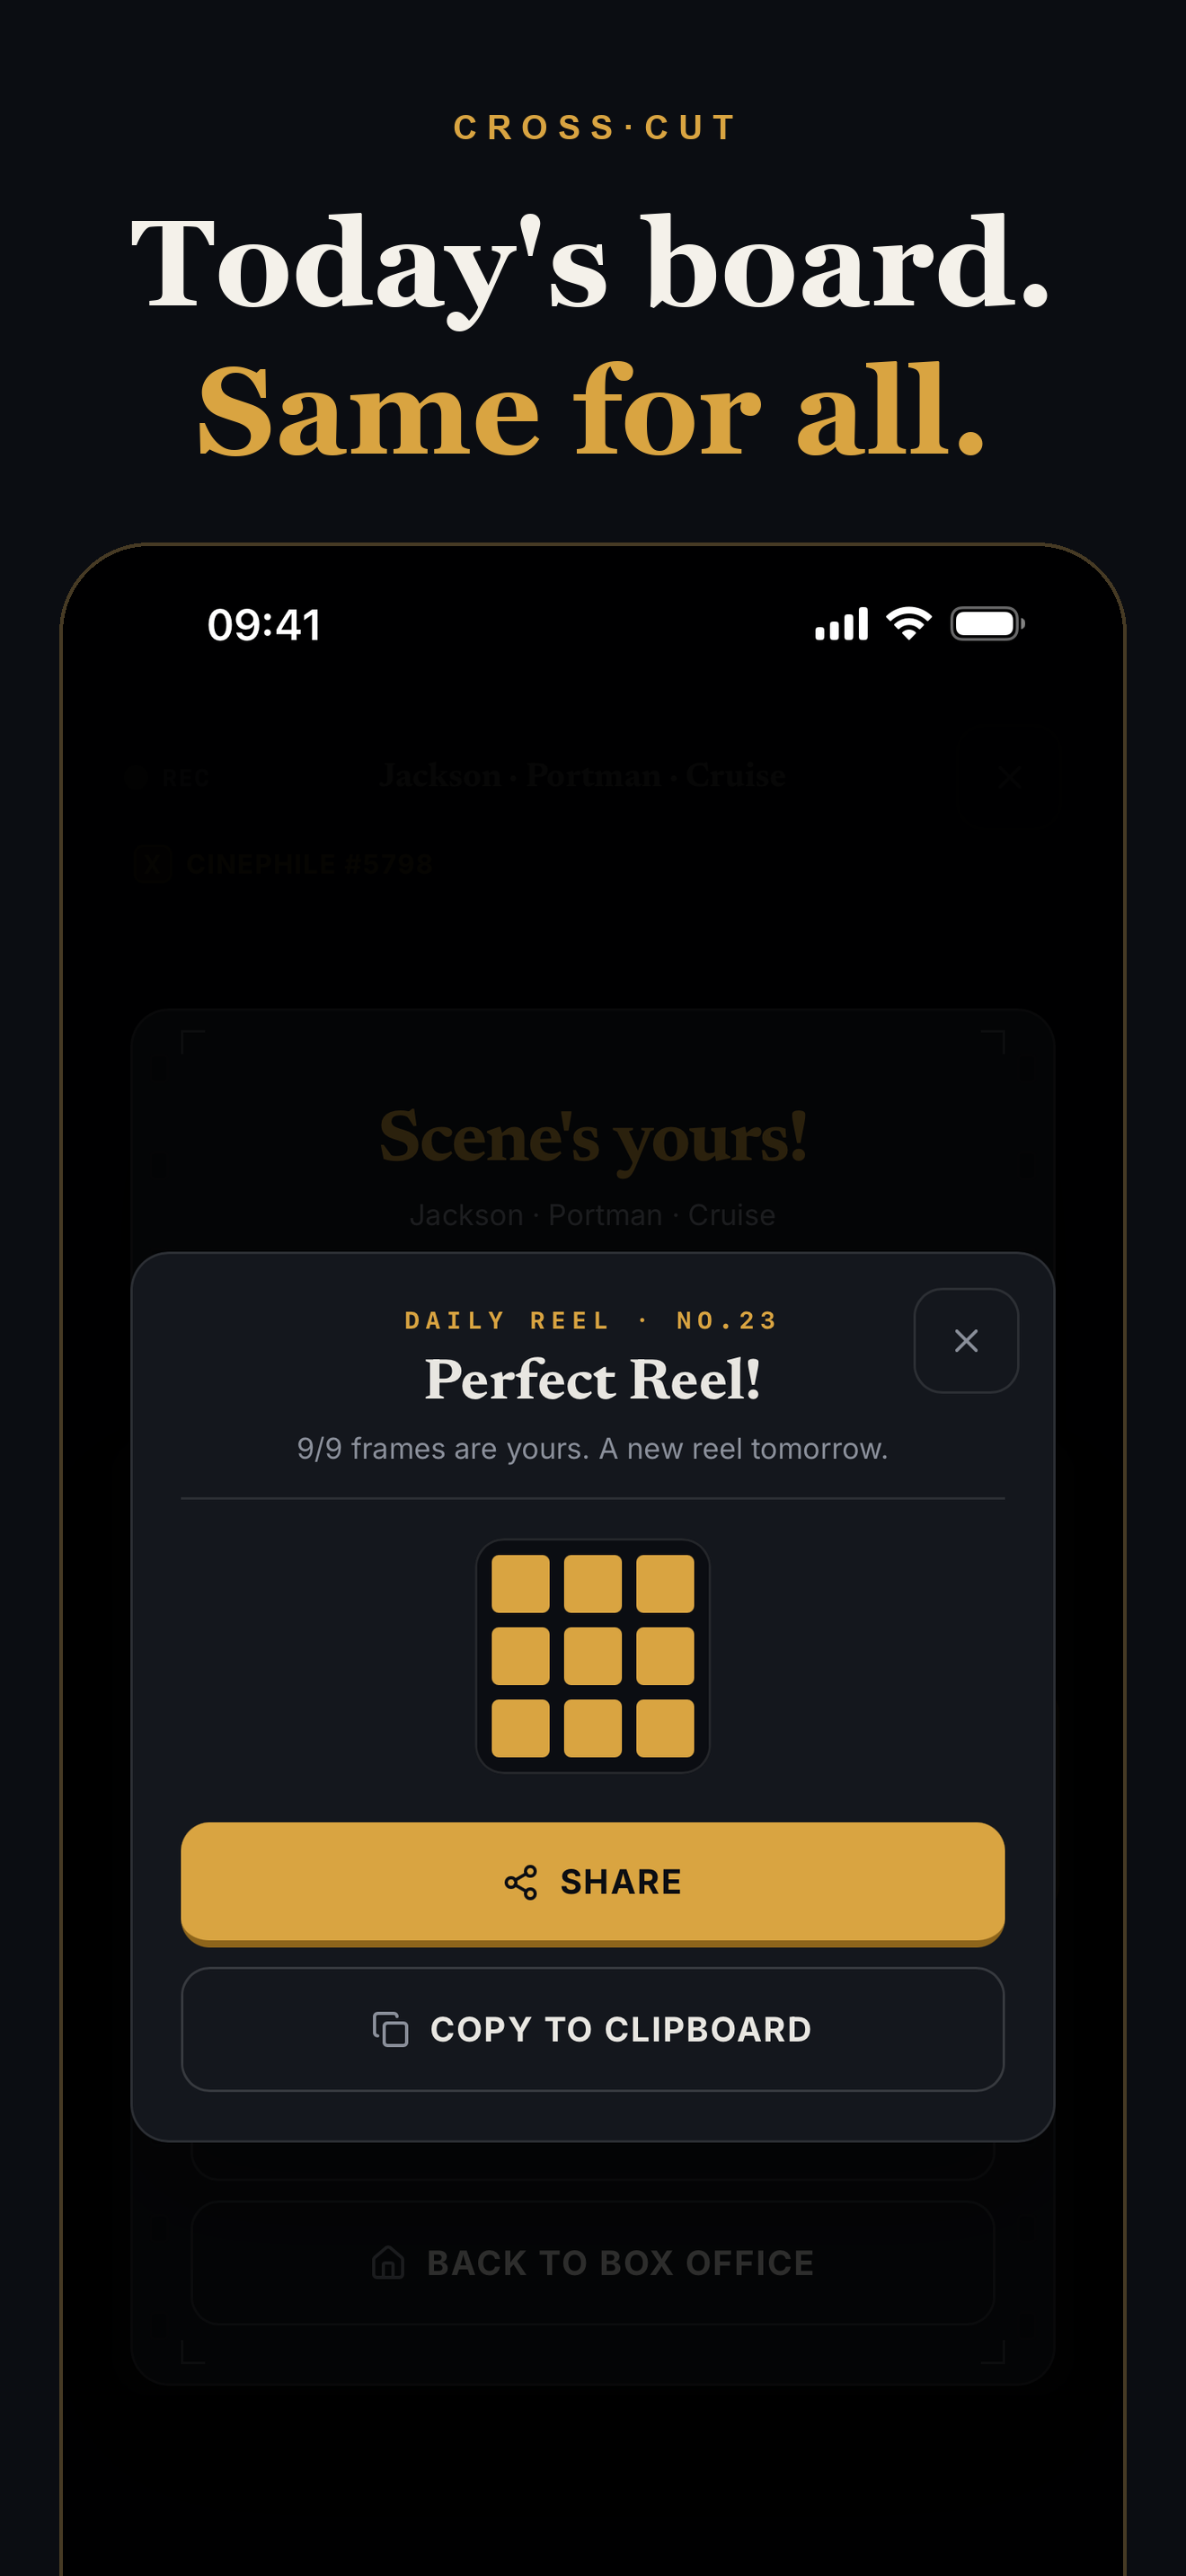 CROSS·CUT
Today's board.
Same for all.
09:41
REC
Jackson · Portman · Cruise
X CINEPHILE #5798
Scene's yours!
Jackson · Portman · Cruise
DAILY REEL · NO.23
Perfect Reel!
9/9 frames are yours. A new reel tomorrow.
SHARE
COPY TO CLIPBOARD
BACK TO BOX OFFICE